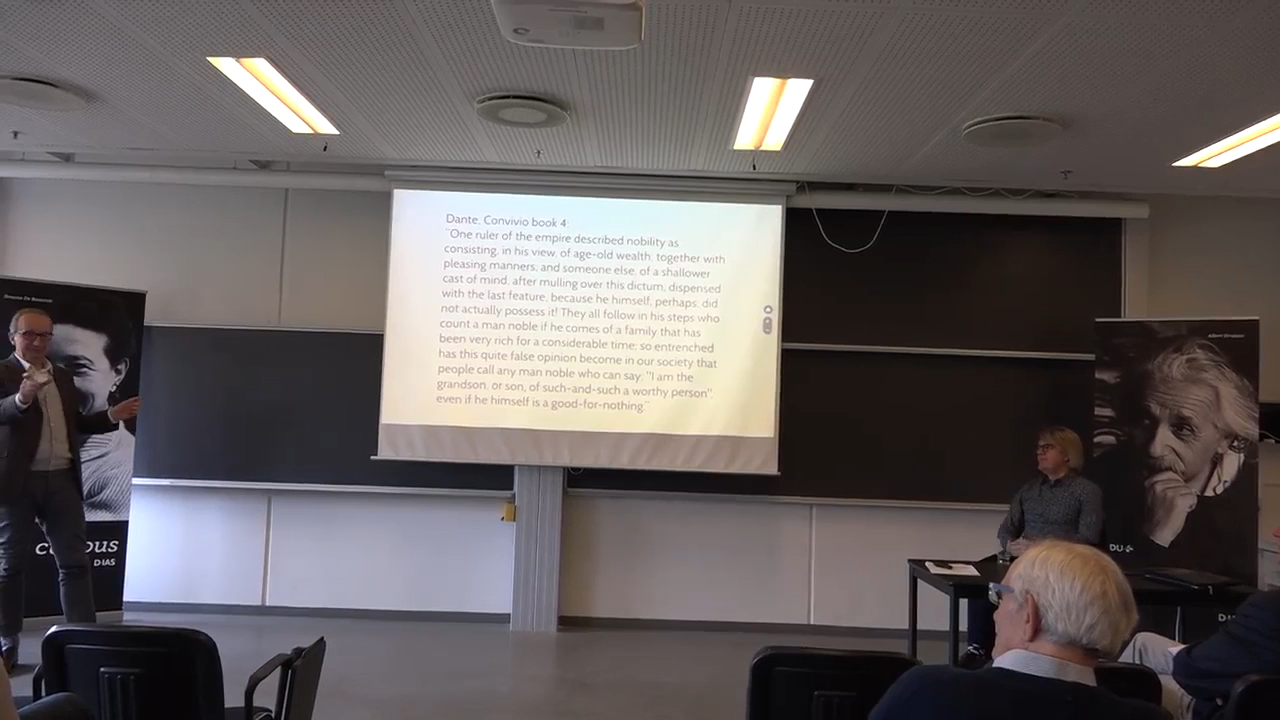 Dante, Convivio book 4:
"One ruler of the empire described nobility as
consisting, in his view, of age-old wealth, together with
pleasing manners; and someone else, of a shallower
cast of mind, after mulling over this dictum, dispensed
with the last feature, because he himself, perhaps, did
not actually possess it! They all follow in his steps who
count a man noble if he comes of a family that has
been very rich for a considerable time; so entrenched
has this quite false opinion become in our society that
people call any man noble who can say: "I am the
grandson, or son, of such-and-such a worthy person",
even if he himself is a good-for-nothing"
Simone De Beauvoir
DIAS
Albert Einstein